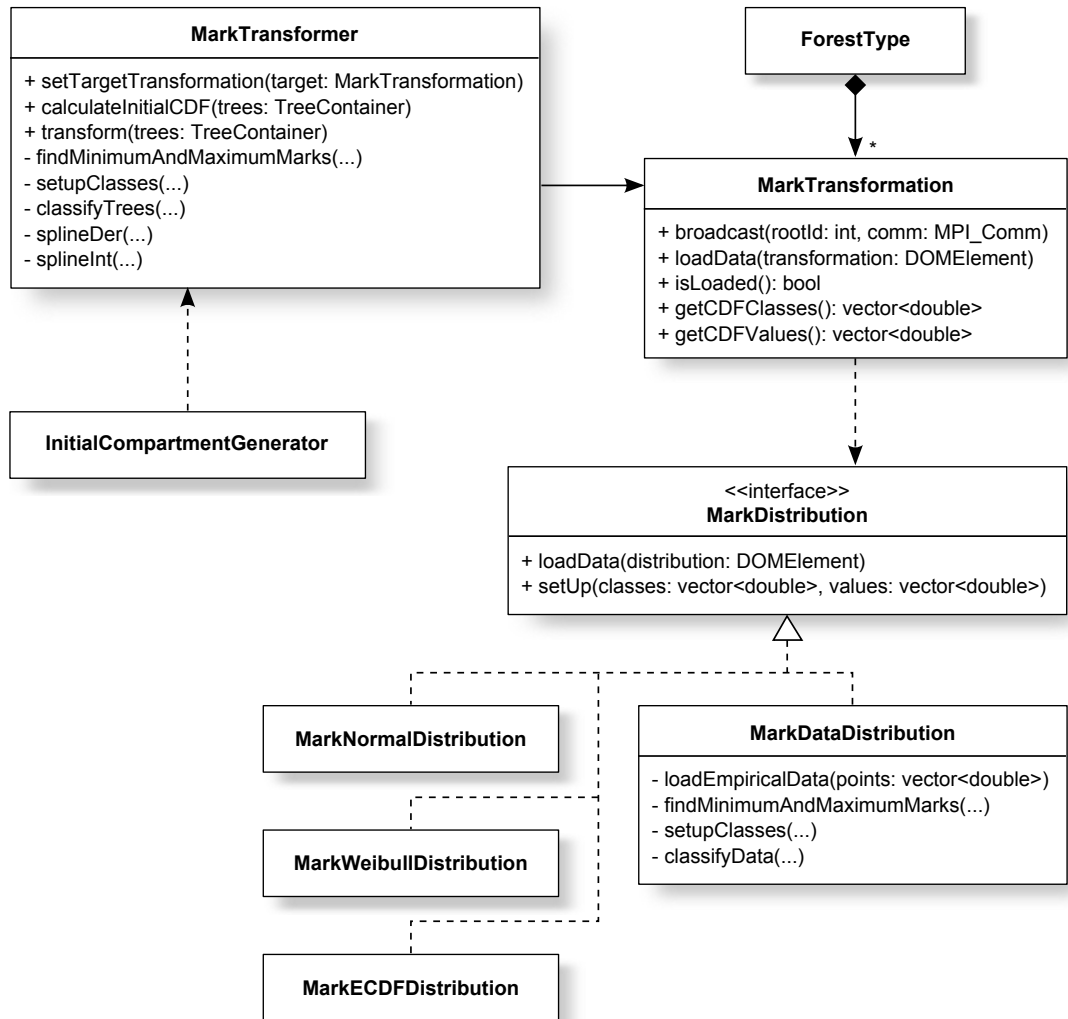 MarkTransformer
+ setTargetTransformation(target: MarkTransformation)
+ calculateInitialCDF(trees: TreeContainer)
+ transform(trees: TreeContainer)
- findMinimumAndMaximumMarks(...)
- setupClasses(...)
- classifyTrees(...)
- splineDer(...)
- splineInt(...)
ForestType
*
MarkTransformation
+ broadcast(rootId: int, comm: MPI_Comm)
+ loadData(transformation: DOMElement)
+ isLoaded(): bool
+ getCDFClasses(): vector<double>
+ getCDFValues(): vector<double>
InitialCompartmentGenerator
<<interface>>
MarkDistribution
+ loadData(distribution: DOMElement)
+ setUp(classes: vector<double>, values: vector<double>)
MarkNormalDistribution
MarkDataDistribution
- loadEmpiricalData(points: vector<double>)
- findMinimumAndMaximumMarks(...)
- setupClasses(...)
- classifyData(...)
MarkWeibullDistribution
MarkECDFDistribution